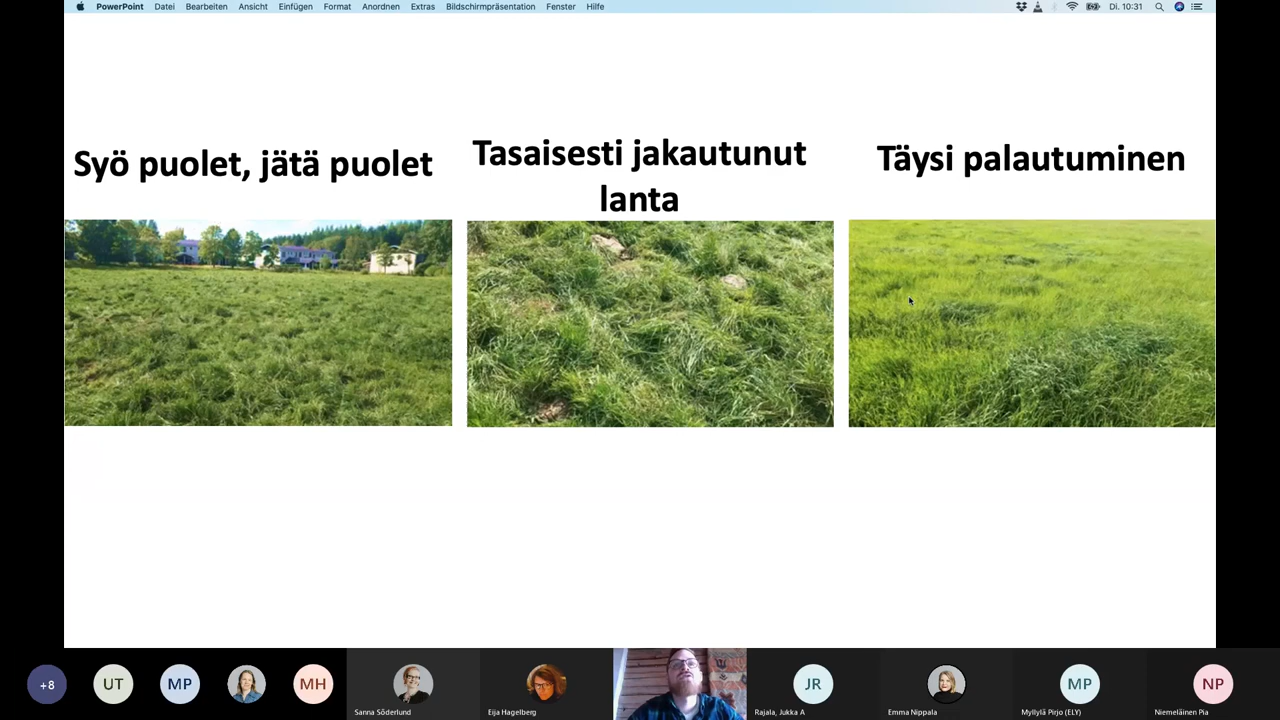 PowerPoint Datei Bearbeiten Ansicht Einfügen Format Anordnen Extras Bildschirmpräsentation Fenster Hilfe Di. 10:31
Syö puolet, jätä puolet
Tasaisesti jakautunut
lanta
Täysi palautuminen
+8 UT MP MH JR MP NP
Sanna Söderlund Eija Hagelberg Rajala, Jukka A Emma Nippala Myllylä Pirjo (ELY) Niemeläinen Pia